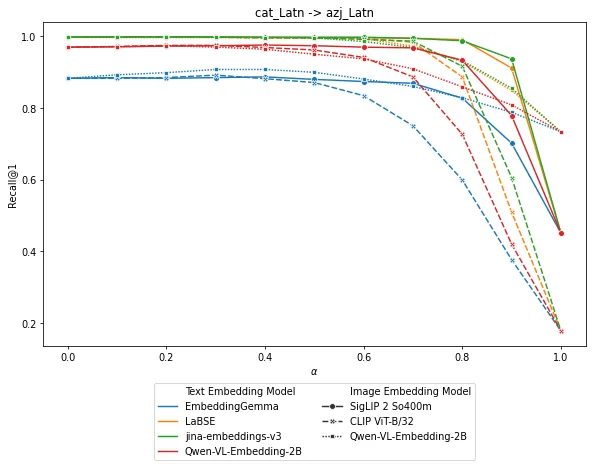 cat_Latn -> azj_Latn
Recall@1
1.0
0.8
0.6
0.4
0.2
0.0 0.2 0.4 0.6 0.8 1.0
α
Text Embedding Model
EmbeddingGemma
LaBSE
jina-embeddings-v3
Qwen-VL-Embedding-2B
Image Embedding Model
SigLIP 2 So400m
CLIP ViT-B/32
Qwen-VL-Embedding-2B